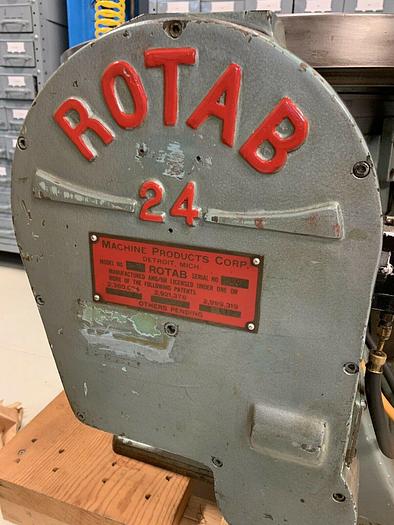 ROTAB
24
MACHINE PRODUCTS CORP.
DETROIT, MICH.
MODEL NO. ROTAB SERIAL NO.
MANUFACTURED AND/OR LICENSED UNDER ONE OR
MORE OF THE FOLLOWING PATENTS
2,921,378 2,999,319
OTHERS PENDING